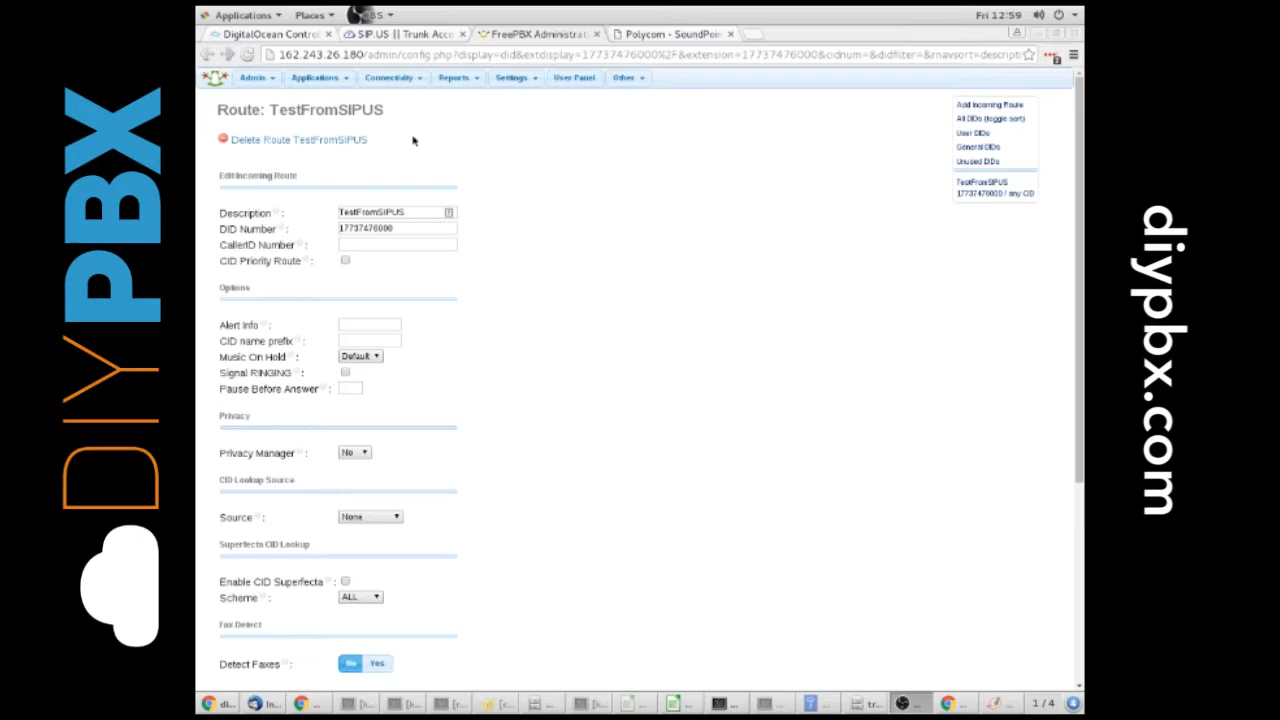 Applications Places BS Fri 12:59
DigitalOcean Control SIP.US || Trunk Acco FreePBX Administrat Polycom - SoundPoin
162.243.26.180/admin/config.php?display=did&extdisplay=17737476000%2F&extension=17737476000&cidnum=&didfilter=&rnavsort=descripti
Admin Applications Connectivity Reports Settings User Panel Other
Route: TestFromSIPUS
Delete Route TestFromSIPUS
Add Incoming Route
All DIDs (toggle sort)
User DIDs
General DIDs
Unused DIDs
TestFromSIPUS
17737476000 / any CID
Edit Incoming Route
Description : TestFromSIPUS
DID Number : 17737476000
CallerID Number :
CID Priority Route :
Options
Alert Info :
CID name prefix :
Music On Hold : Default
Signal RINGING :
Pause Before Answer :
Privacy
Privacy Manager : No
CID Lookup Source
Source : None
Superfecta CID Lookup
Enable CID Superfecta :
Scheme : ALL
Fax Detect
Detect Faxes : No Yes
1 / 4
4
DIYPBX
diypbx.com